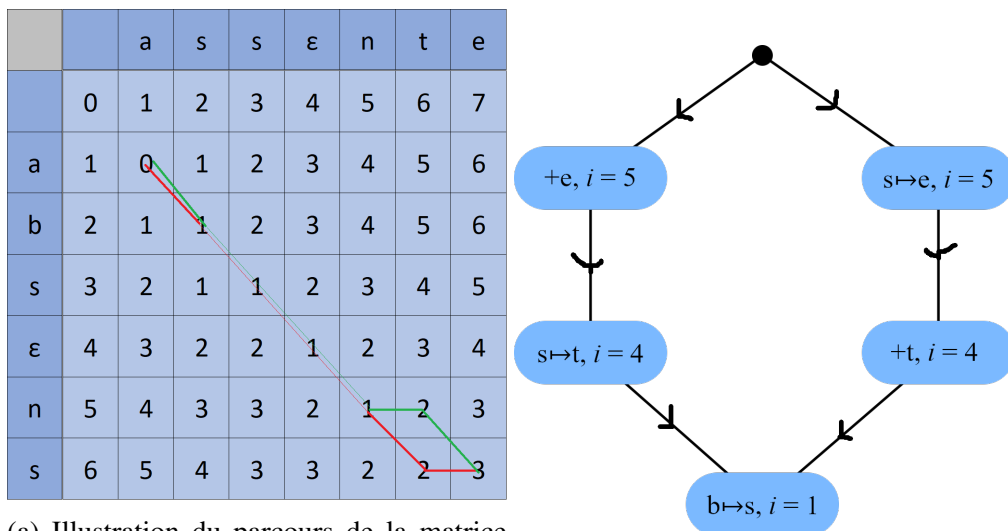 a s s ε n t e
0 1 2 3 4 5 6 7
a 1 0 1 2 3 4 5 6
b 2 1 1 2 3 4 5 6
s 3 2 1 1 2 3 4 5
ε 4 3 2 2 1 2 3 4
n 5 4 3 3 2 1 2 3
s 6 5 4 3 3 2 2 3
(a) Illustration du parcours de la matrice
+e, i = 5
s↦e, i = 5
s↦t, i = 4
+t, i = 4
b↦s, i = 1